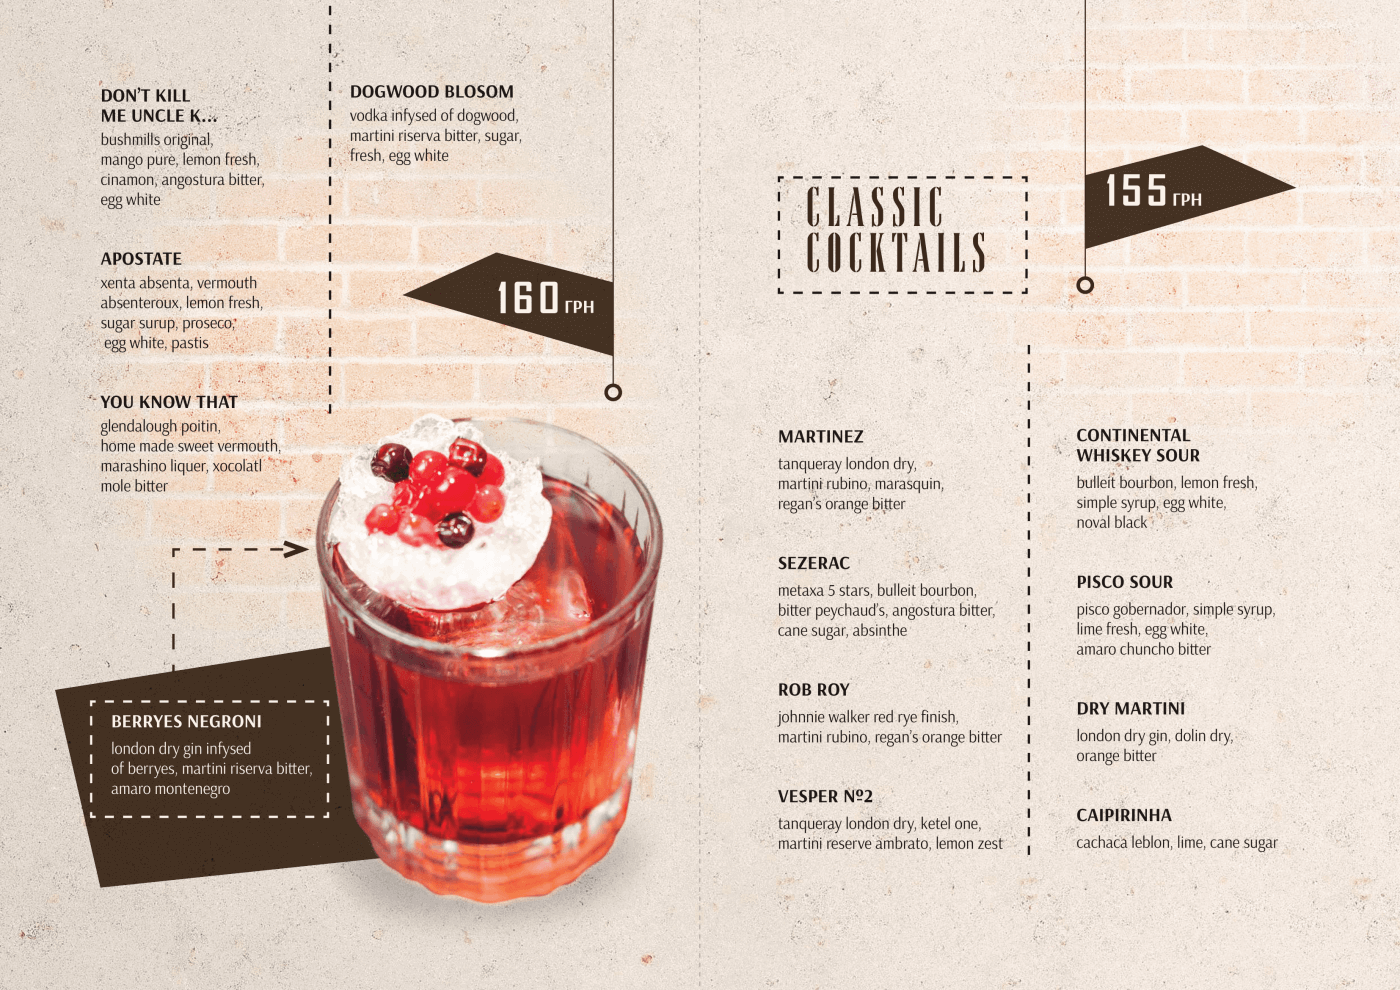 DON'T KILL
ME UNCLE K...
bushmills original,
mango pure, lemon fresh,
cinamon, angostura bitter,
egg white
APOSTATE
xenta absenta, vermouth
absenteroux, lemon fresh,
sugar surup, proseco,
egg white, pastis
YOU KNOW THAT
glendalough poitin,
home made sweet vermouth,
marashino liquer, xocolatl
mole bitter
DOGWOOD BLOSOM
vodka infysed of dogwood,
martini riserva bitter, sugar,
fresh, egg white
160 ГРН
BERRYES NEGRONI
london dry gin infysed
of berryes, martini riserva bitter,
amaro montenegro
CLASSIC
COCKTAILS
155 ГРН
MARTINEZ
tanqueray london dry,
martini rubino, marasquin,
regan's orange bitter
SEZERAC
metaxa 5 stars, bulleit bourbon,
bitter peychaud's, angostura bitter,
cane sugar, absinthe
ROB ROY
johnnie walker red rye finish,
martini rubino, regan's orange bitter
VESPER Nº2
tanqueray london dry, ketel one,
martini reserve ambrato, lemon zest
CONTINENTAL
WHISKEY SOUR
bulleit bourbon, lemon fresh,
simple syrup, egg white,
noval black
PISCO SOUR
pisco gobernador, simple syrup,
lime fresh, egg white,
amaro chuncho bitter
DRY MARTINI
london dry gin, dolin dry,
orange bitter
CAIPIRINHA
cachaca leblon, lime, cane sugar